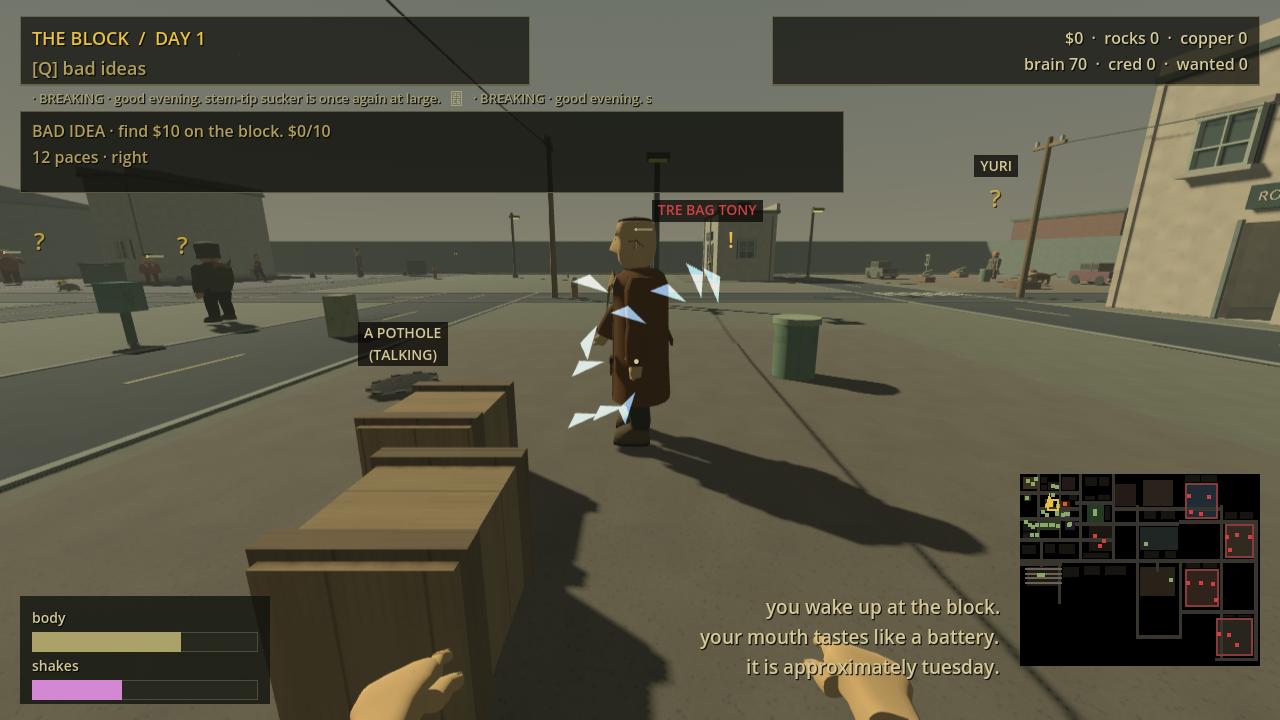 THE BLOCK / DAY 1
[Q] bad ideas
$0 · rocks 0 · copper 0
brain 70 · cred 0 · wanted 0
· BREAKING · good evening. stem-tip sucker is once again at large. · BREAKING · good evening. s
BAD IDEA · find $10 on the block. $0/10
12 paces · right
YURI
?
TRE BAG TONY
!
?
?
RO
A POTHOLE
(TALKING)
you wake up at the block.
your mouth tastes like a battery.
it is approximately tuesday.
body
shakes